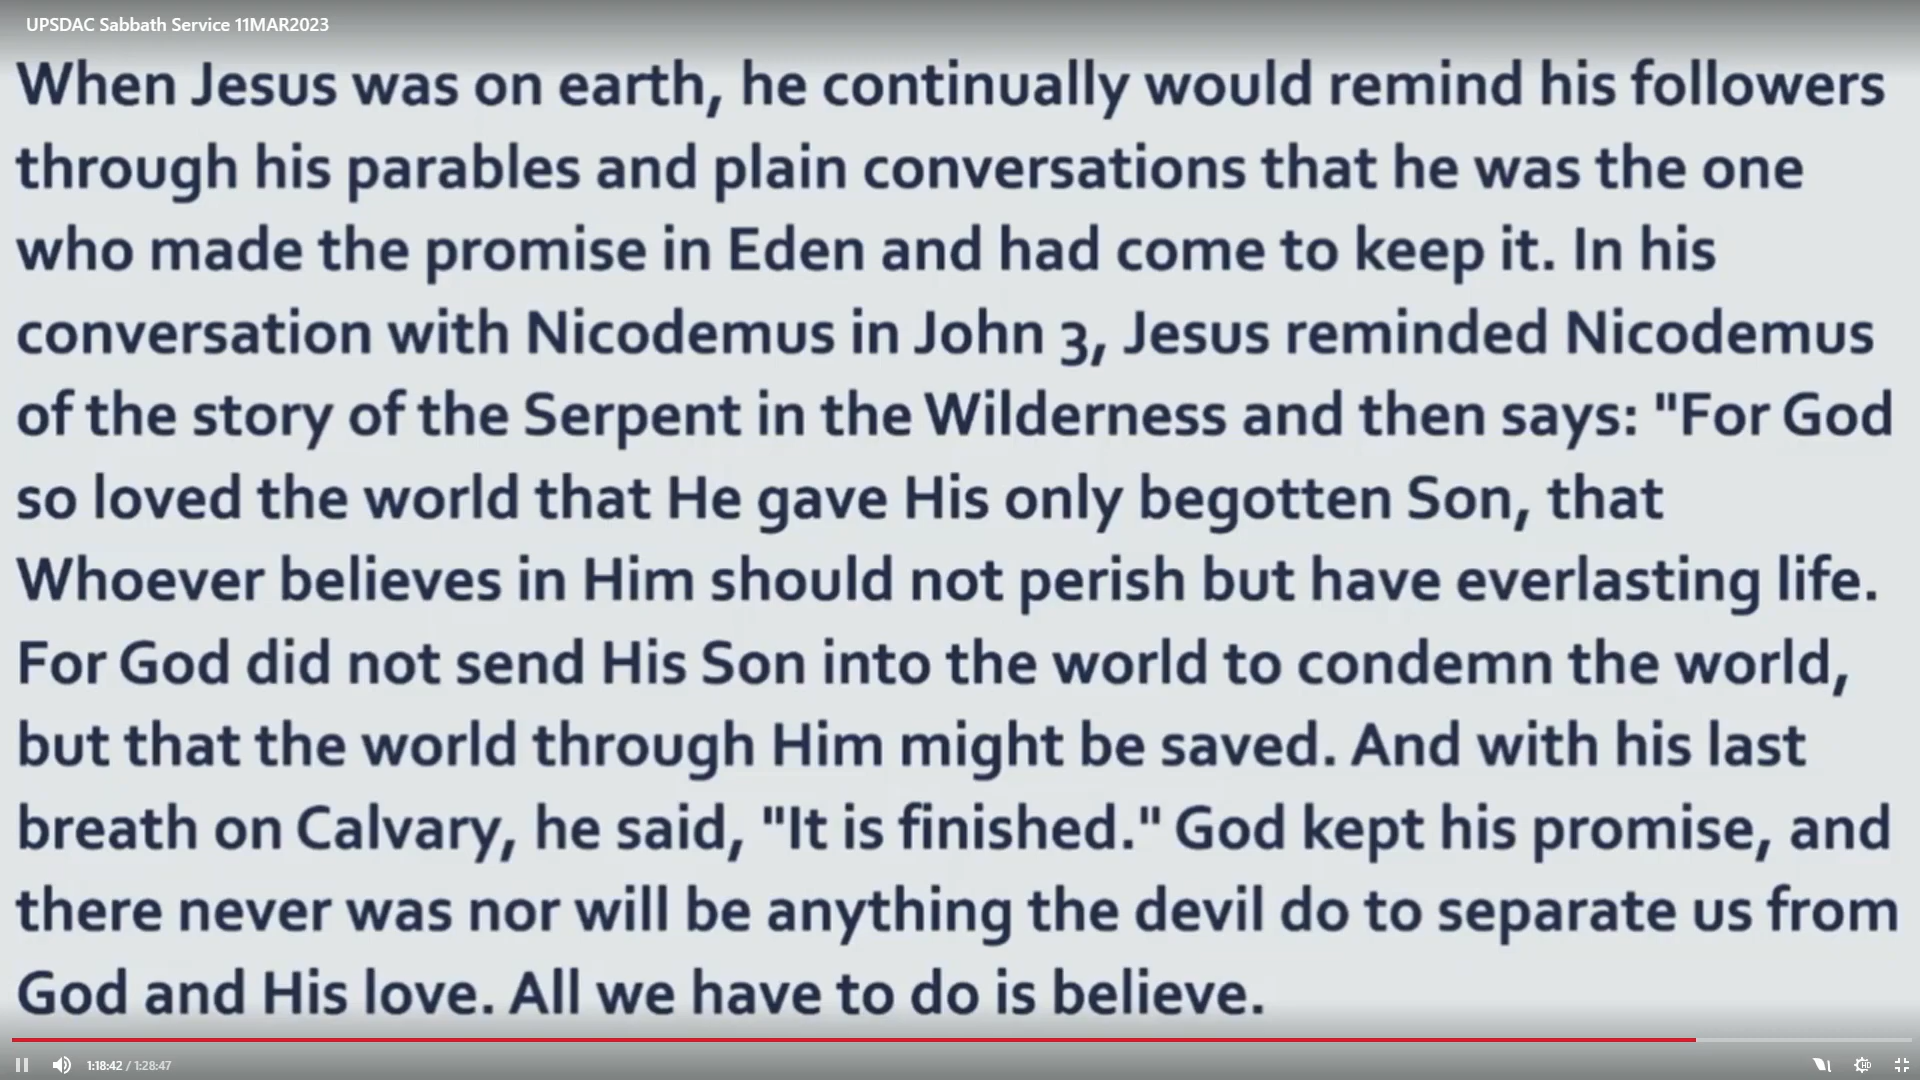 UPSDAC Sabbath Service 11MAR2023
When Jesus was on earth, he continually would remind his followers
through his parables and plain conversations that he was the one
who made the promise in Eden and had come to keep it. In his
conversation with Nicodemus in John 3, Jesus reminded Nicodemus
of the story of the Serpent in the Wilderness and then says: "For God
so loved the world that He gave His only begotten Son, that
Whoever believes in Him should not perish but have everlasting life.
For God did not send His Son into the world to condemn the world,
but that the world through Him might be saved. And with his last
breath on Calvary, he said, "It is finished." God kept his promise, and
there never was nor will be anything the devil do to separate us from
God and His love. All we have to do is believe.
1:18:42 / 1:28:47
HD